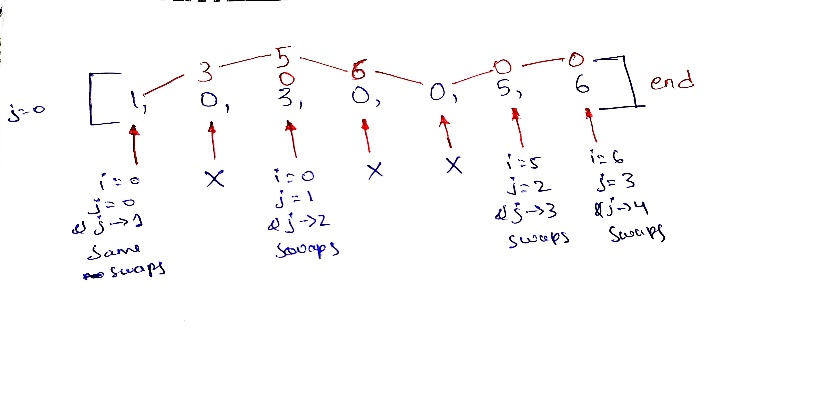 3 5 6 0 0
0
j=0 [1, 0, 3, 0, 0, 5, 6] end
x x x
i=0 i=0 i=5 i=6
j=0 j=1 j=2 j=3
j→1 & j→2 & j→3 & j→4
Same swaps swaps swaps
swaps